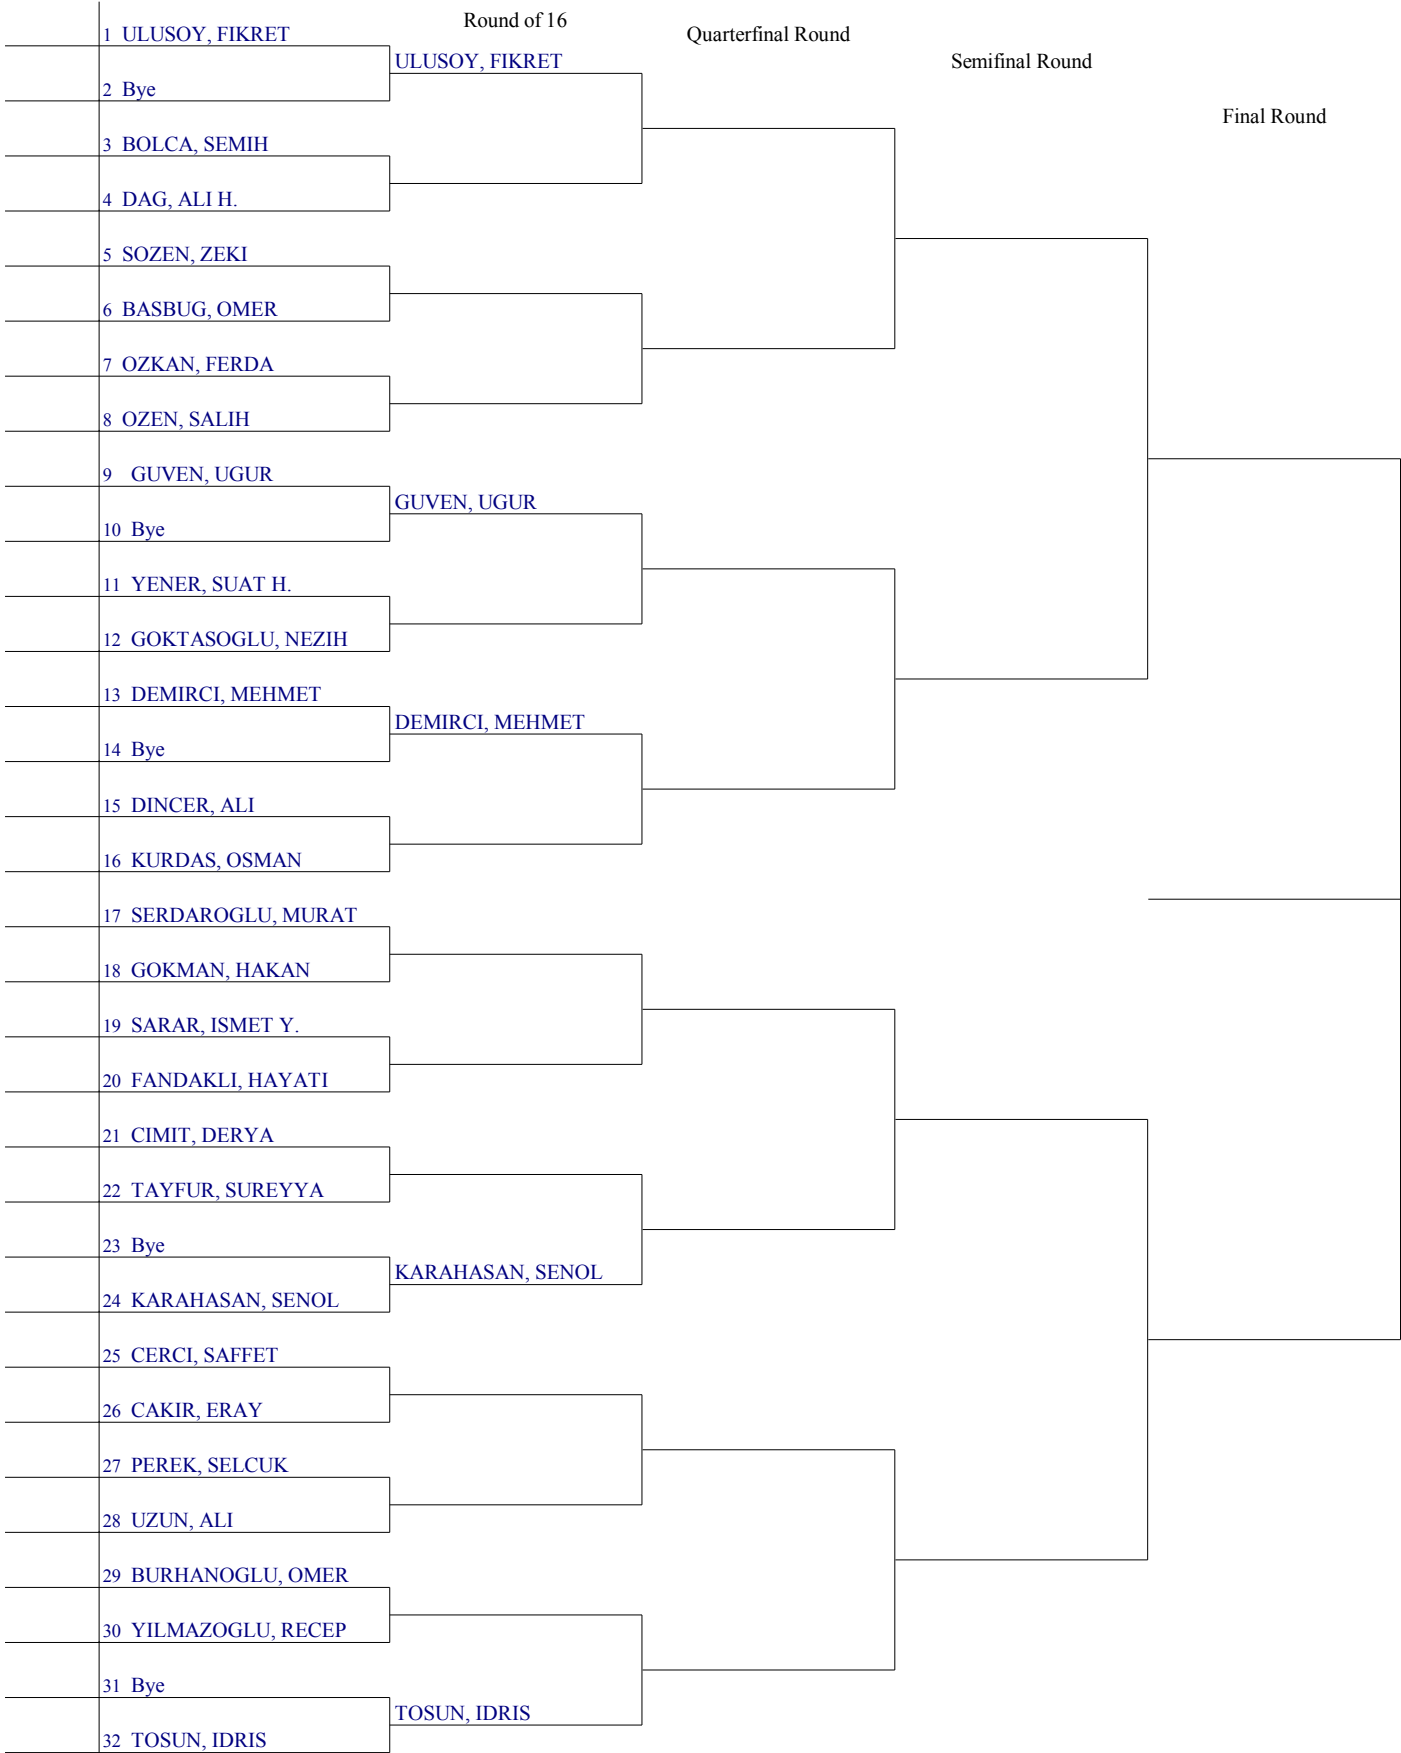 Round of 16
Quarterfinal Round
Semifinal Round
Final Round
1 ULUSOY, FIKRET
ULUSOY, FIKRET
2 Bye
3 BOLCA, SEMIH
4 DAG, ALI H.
5 SOZEN, ZEKI
6 BASBUG, OMER
7 OZKAN, FERDA
8 OZEN, SALIH
9 GUVEN, UGUR
GUVEN, UGUR
10 Bye
11 YENER, SUAT H.
12 GOKTASOGLU, NEZIH
13 DEMIRCI, MEHMET
DEMIRCI, MEHMET
14 Bye
15 DINCER, ALI
16 KURDAS, OSMAN
17 SERDAROGLU, MURAT
18 GOKMAN, HAKAN
19 SARAR, ISMET Y.
20 FANDAKLI, HAYATI
21 CIMIT, DERYA
22 TAYFUR, SUREYYA
23 Bye
KARAHASAN, SENOL
24 KARAHASAN, SENOL
25 CERCI, SAFFET
26 CAKIR, ERAY
27 PEREK, SELCUK
28 UZUN, ALI
29 BURHANOGLU, OMER
30 YILMAZOGLU, RECEP
31 Bye
TOSUN, IDRIS
32 TOSUN, IDRIS